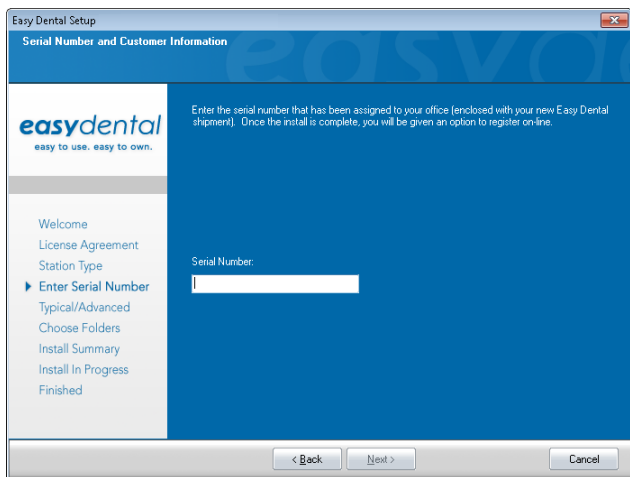 Easy Dental Setup
Serial Number and Customer Information
easyd
easydental
easy to use. easy to own.
Enter the serial number that has been assigned to your office (enclosed with your new Easy Dental
shipment). Once the install is complete, you will be given an option to register on-line.
Welcome
License Agreement
Station Type
Enter Serial Number
Typical/Advanced
Choose Folders
Install Summary
Install In Progress
Finished
Serial Number:
< Back
Next >
Cancel